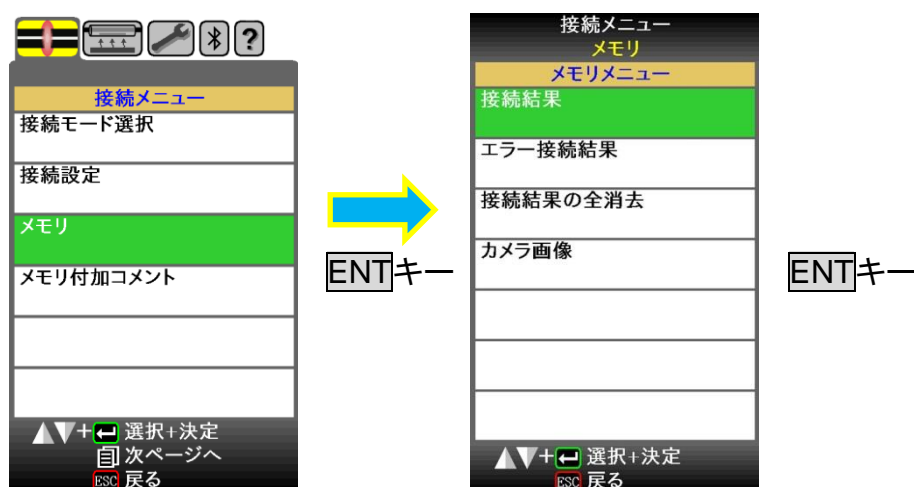 ?
接続メニュー
接続モード選択
接続設定
メモリ
メモリ付加コメント
+ 選択+決定
次ページへ
ESC 戻る
ENTキー
接続メニュー
メモリ
メモリメニュー
接続結果
エラー接続結果
接続結果の全消去
カメラ画像
+ 選択+決定
ESC 戻る
ENTキー